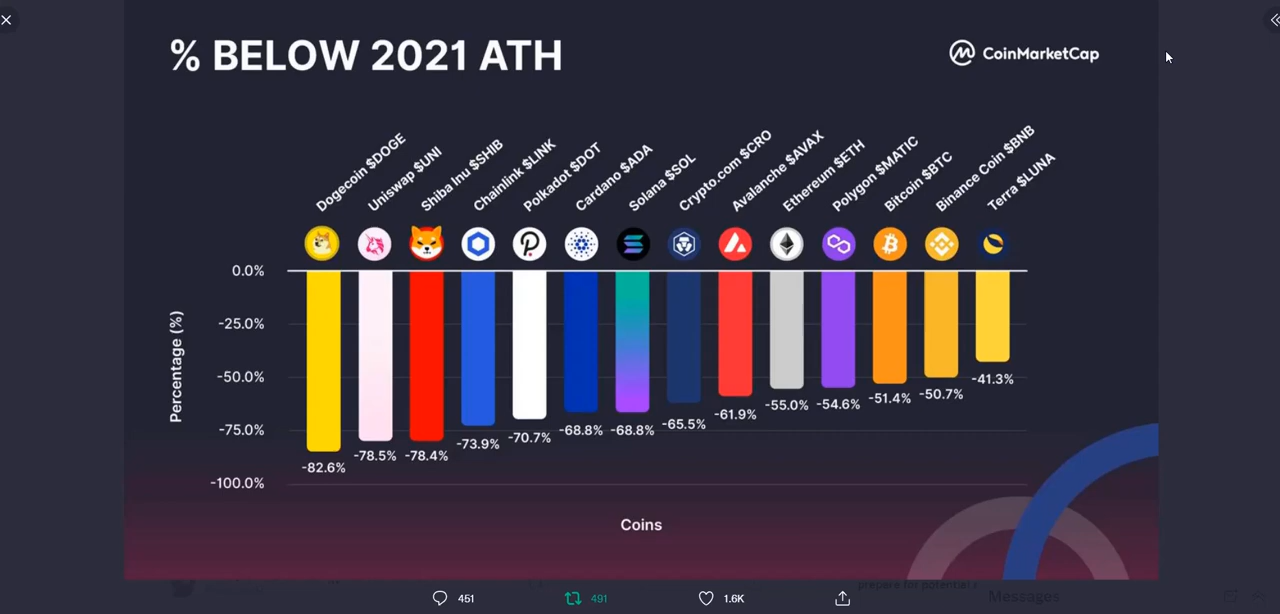 % BELOW 2021 ATH
CoinMarketCap
Dogecoin $DOGE
Uniswap $UNI
Shiba Inu $SHIB
Chainlink $LINK
Polkadot $DOT
Cardano $ADA
Solana $SOL
Crypto.com $CRO
Avalanche $AVAX
Ethereum $ETH
Polygon $MATIC
Bitcoin $BTC
Binance Coin $BNB
Terra $LUNA
Percentage (%)
0.0%
-25.0%
-50.0%
-75.0%
-100.0%
-82.6%
-78.5%
-78.4%
-73.9%
-70.7%
-68.8%
-68.8%
-65.5%
-61.9%
-55.0%
-54.6%
-51.4%
-50.7%
-41.3%
Coins
prepare for potential
451
491
1.6K
Messages